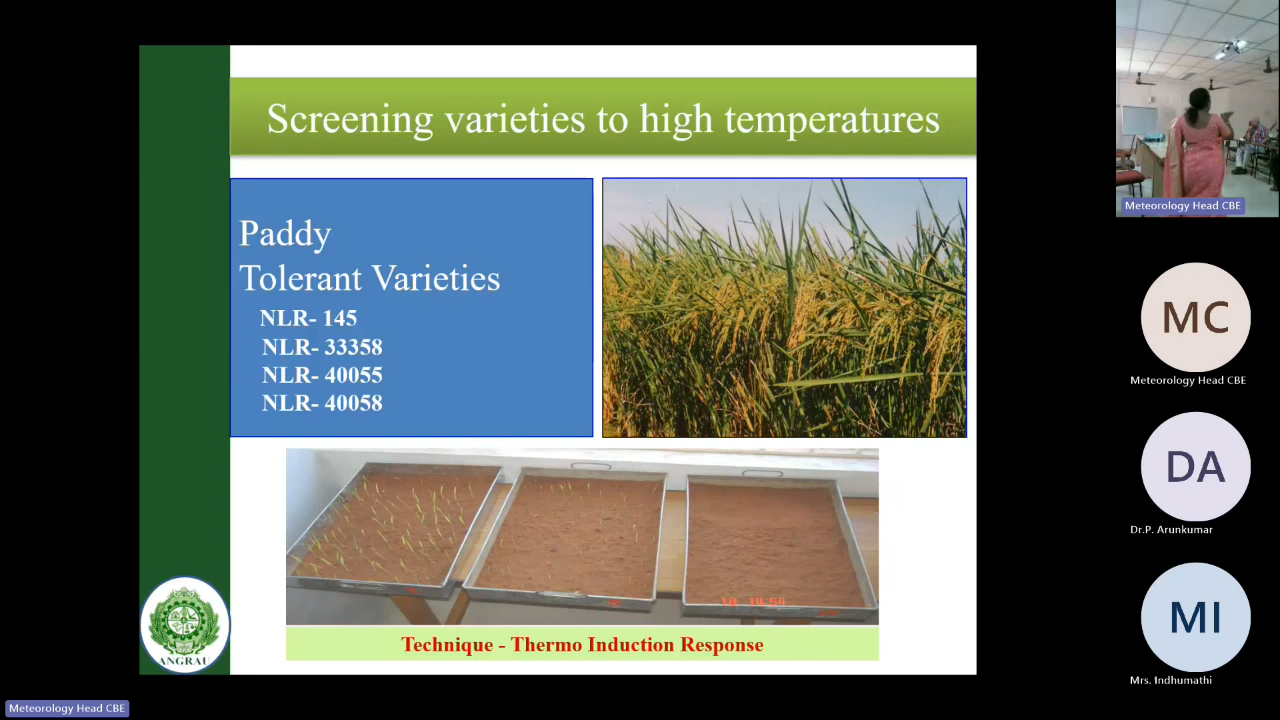 Screening varieties to high temperatures
Paddy
Tolerant Varieties
NLR- 145
NLR- 33358
NLR- 40055
NLR- 40058
Technique - Thermo Induction Response
ANGRAU
Meteorology Head CBE
MC
Meteorology Head CBE
DA
Dr.P. Arunkumar
MI
Mrs. Indhumathi
Meteorology Head CBE